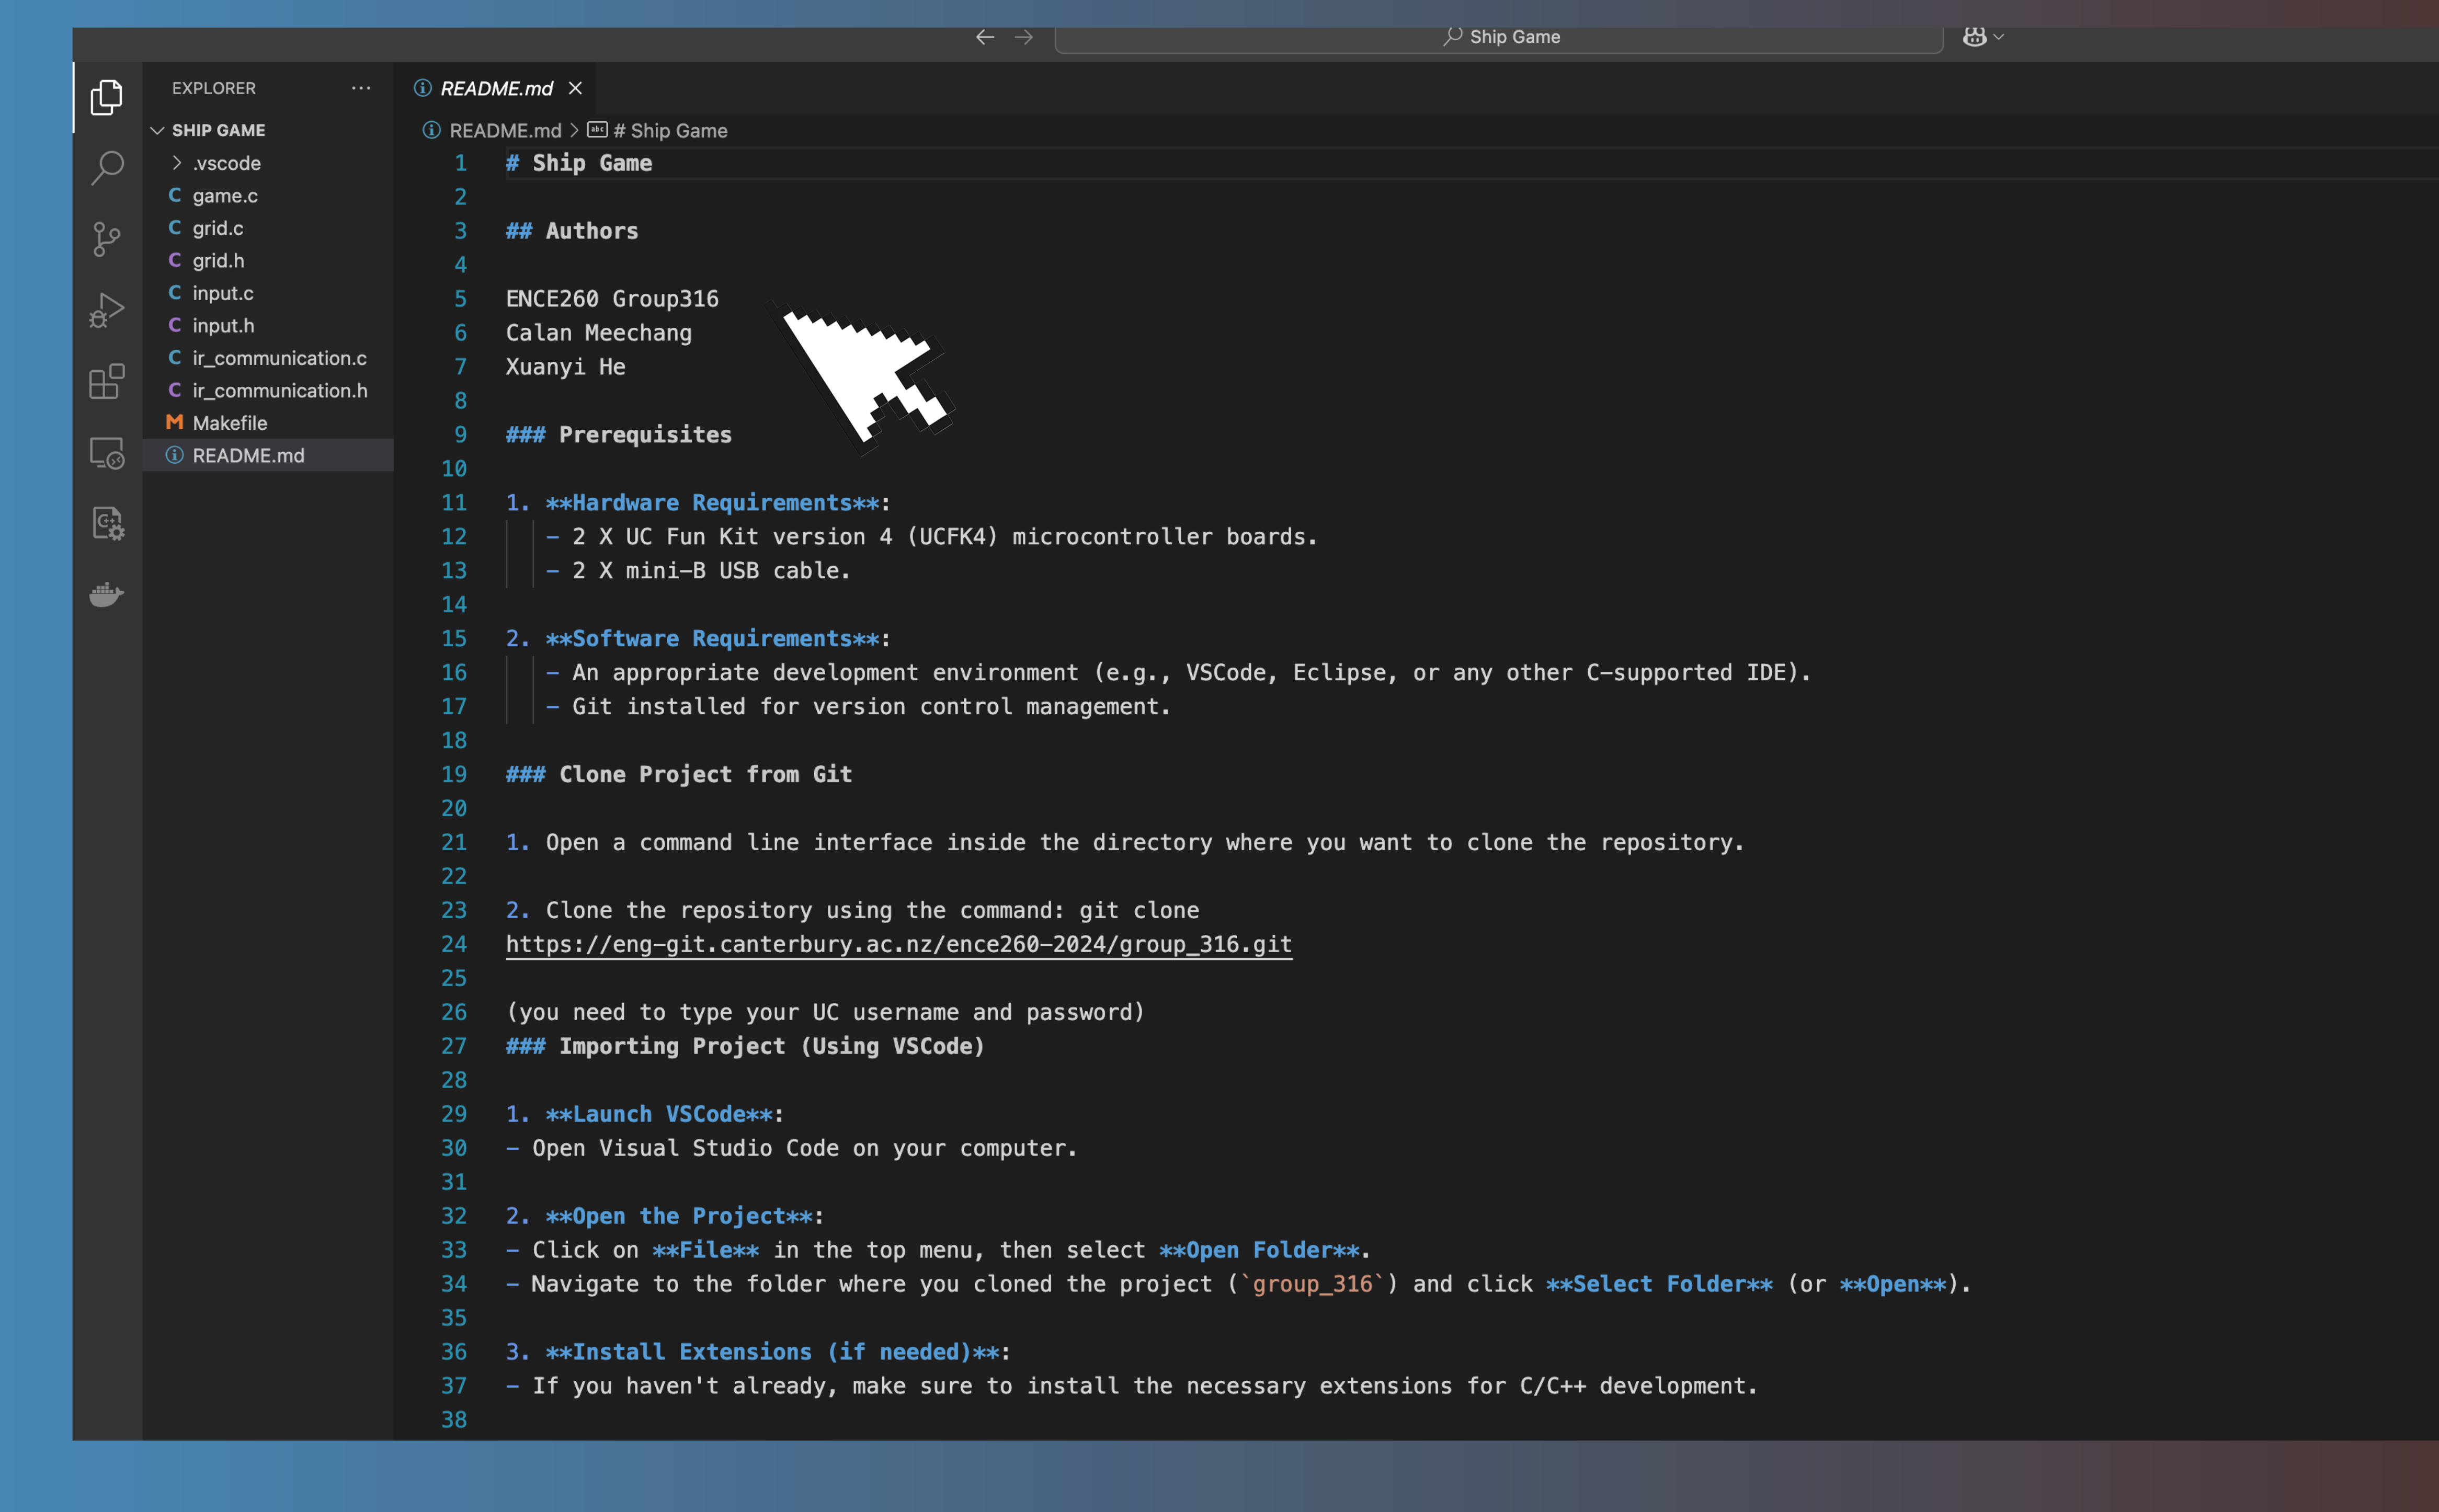 Ship Game
EXPLORER
SHIP GAME
.vscode
C game.c
C grid.c
C grid.h
C input.c
C input.h
C ir_communication.c
C ir_communication.h
M Makefile
README.md
README.md
README.md > # Ship Game
1 # Ship Game
2
3 ## Authors
4
5 ENCE260 Group316
6 Calan Meechang
7 Xuanyi He
8
9 ### Prerequisites
10
11 1. **Hardware Requirements**:
12 - 2 X UC Fun Kit version 4 (UCFK4) microcontroller boards.
13 - 2 X mini-B USB cable.
14
15 2. **Software Requirements**:
16 - An appropriate development environment (e.g., VSCode, Eclipse, or any other C-supported IDE).
17 - Git installed for version control management.
18
19 ### Clone Project from Git
20
21 1. Open a command line interface inside the directory where you want to clone the repository.
22
23 2. Clone the repository using the command: git clone
24 https://eng-git.canterbury.ac.nz/ence260-2024/group_316.git
25
26 (you need to type your UC username and password)
27 ### Importing Project (Using VSCode)
28
29 1. **Launch VSCode**:
30 - Open Visual Studio Code on your computer.
31
32 2. **Open the Project**:
33 - Click on **File** in the top menu, then select **Open Folder**.
34 - Navigate to the folder where you cloned the project (`group_316`) and click **Select Folder** (or **Open**).
35
36 3. **Install Extensions (if needed)**:
37 - If you haven't already, make sure to install the necessary extensions for C/C++ development.
38